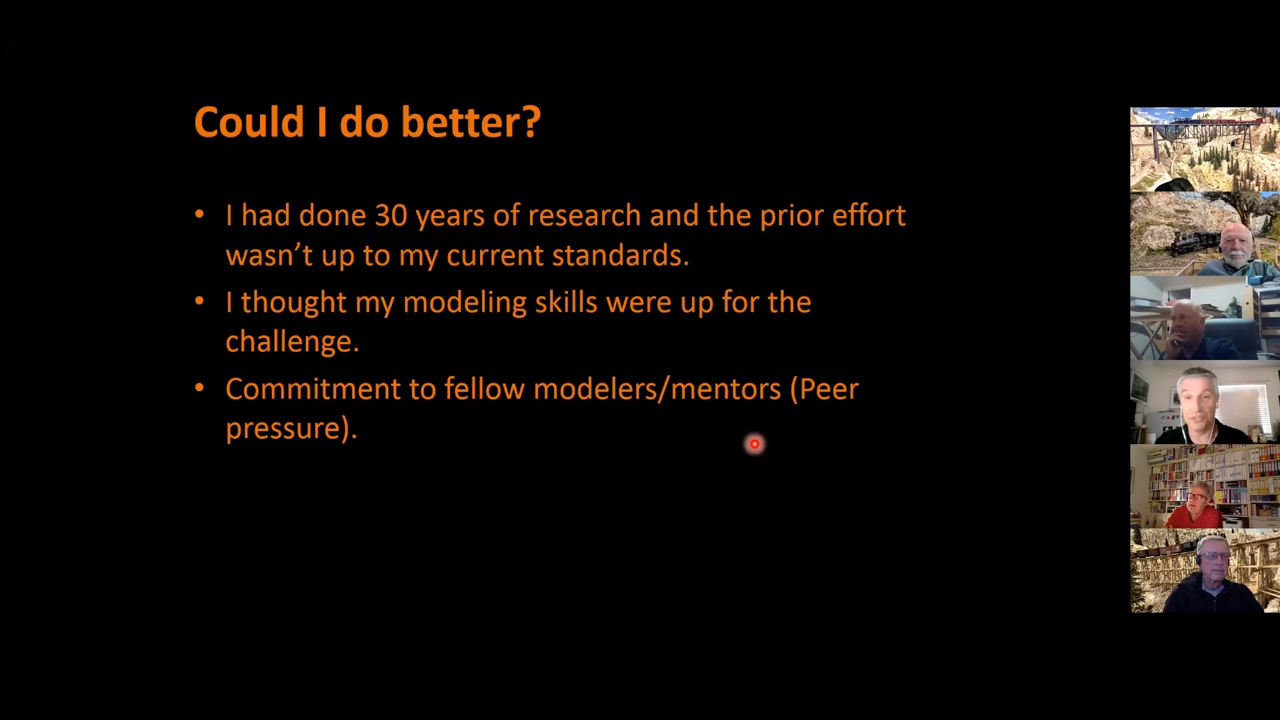 Could I do better?
• I had done 30 years of research and the prior effort
wasn’t up to my current standards.
• I thought my modeling skills were up for the
challenge.
• Commitment to fellow modelers/mentors (Peer
pressure).